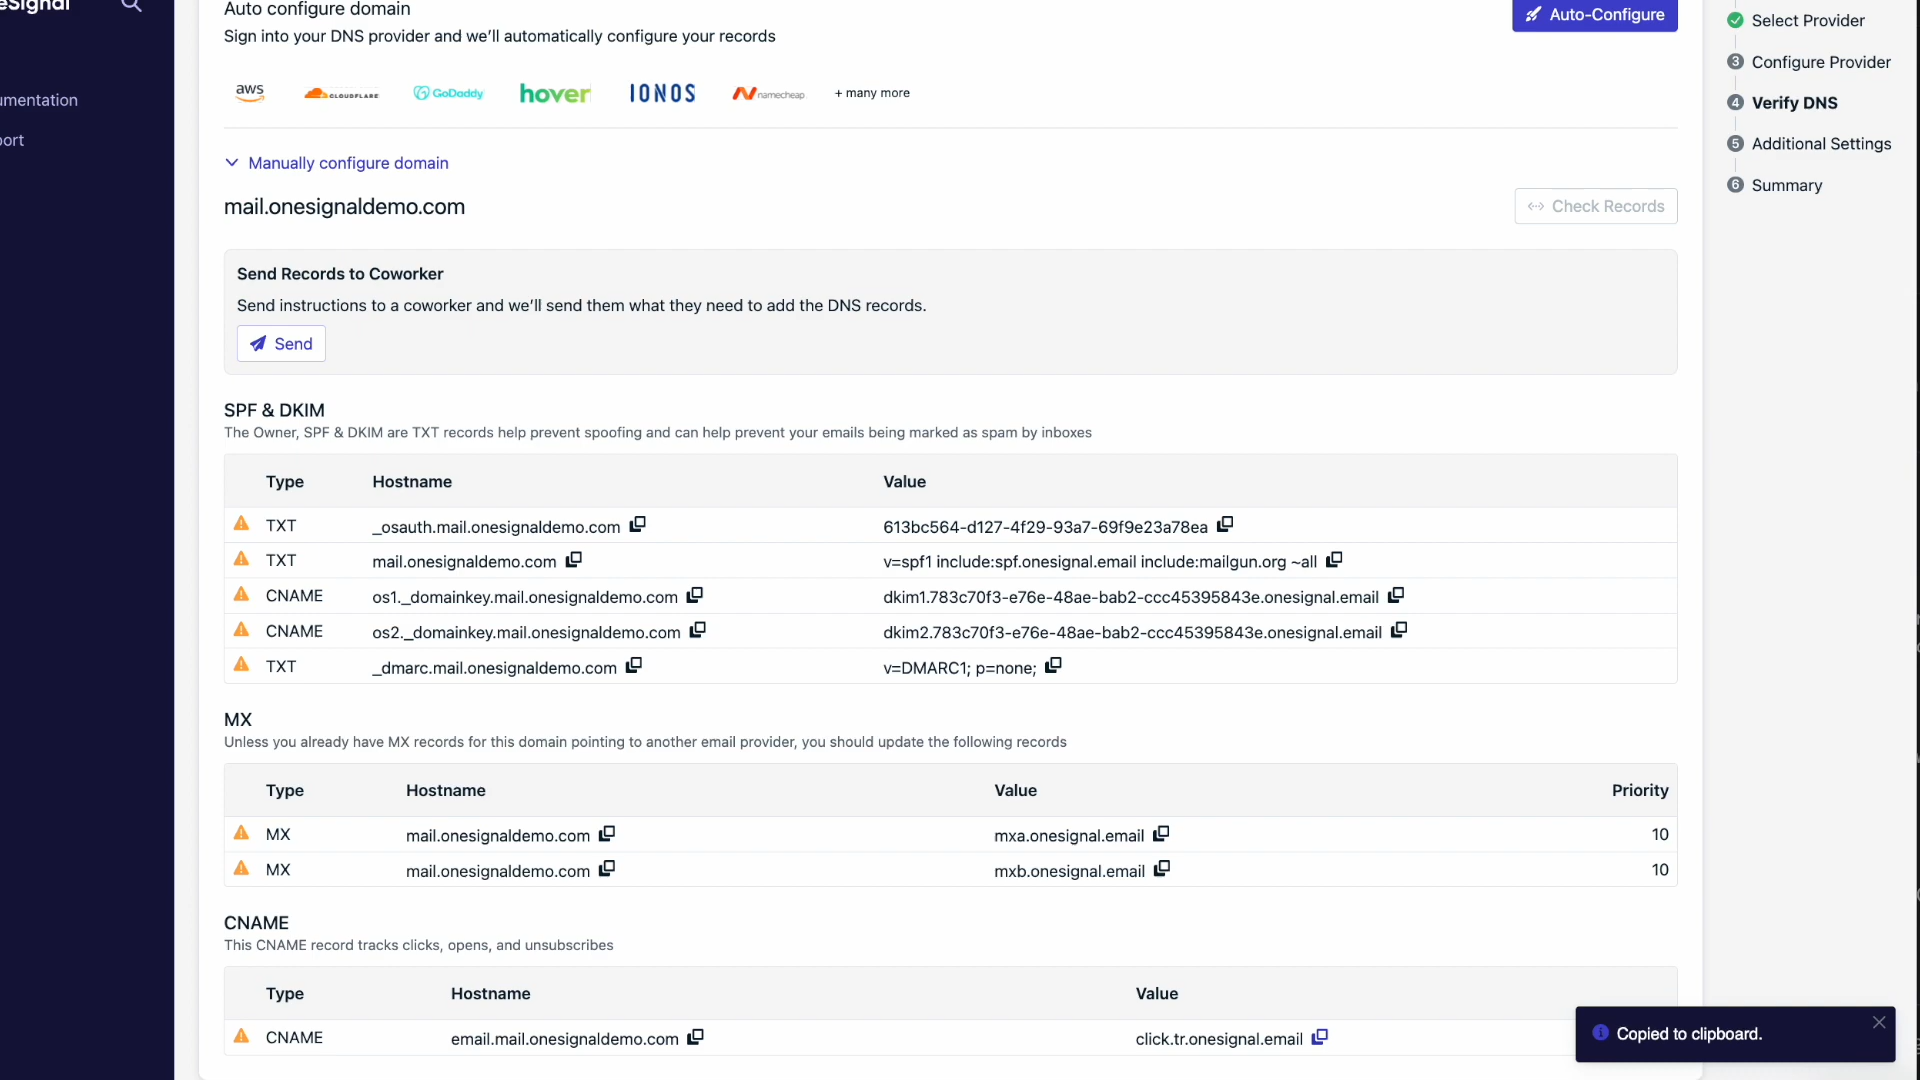 Auto configure domain
Sign into your DNS provider and we'll automatically configure your records
Auto-Configure
aws
CLOUDFLARE
GoDaddy
hover
IONOS
namecheap
+ many more
Manually configure domain
mail.onesignaldemo.com
Check Records
Send Records to Coworker
Send instructions to a coworker and we'll send them what they need to add the DNS records.
Send
SPF & DKIM
The Owner, SPF & DKIM are TXT records help prevent spoofing and can help prevent your emails being marked as spam by inboxes
Type Hostname Value
TXT _osauth.mail.onesignaldemo.com 613bc564-d127-4f29-93a7-69f9e23a78ea
TXT mail.onesignaldemo.com v=spf1 include:spf.onesignal.email include:mailgun.org ~all
CNAME os1._domainkey.mail.onesignaldemo.com dkim1.783c70f3-e76e-48ae-bab2-ccc45395843e.onesignal.email
CNAME os2._domainkey.mail.onesignaldemo.com dkim2.783c70f3-e76e-48ae-bab2-ccc45395843e.onesignal.email
TXT _dmarc.mail.onesignaldemo.com v=DMARC1; p=none;
MX
Unless you already have MX records for this domain pointing to another email provider, you should update the following records
Type Hostname Value Priority
MX mail.onesignaldemo.com mxa.onesignal.email 10
MX mail.onesignaldemo.com mxb.onesignal.email 10
CNAME
This CNAME record tracks clicks, opens, and unsubscribes
Type Hostname Value
CNAME email.mail.onesignaldemo.com click.tr.onesignal.email
Select Provider
3 Configure Provider
4 Verify DNS
5 Additional Settings
6 Summary
Copied to clipboard.